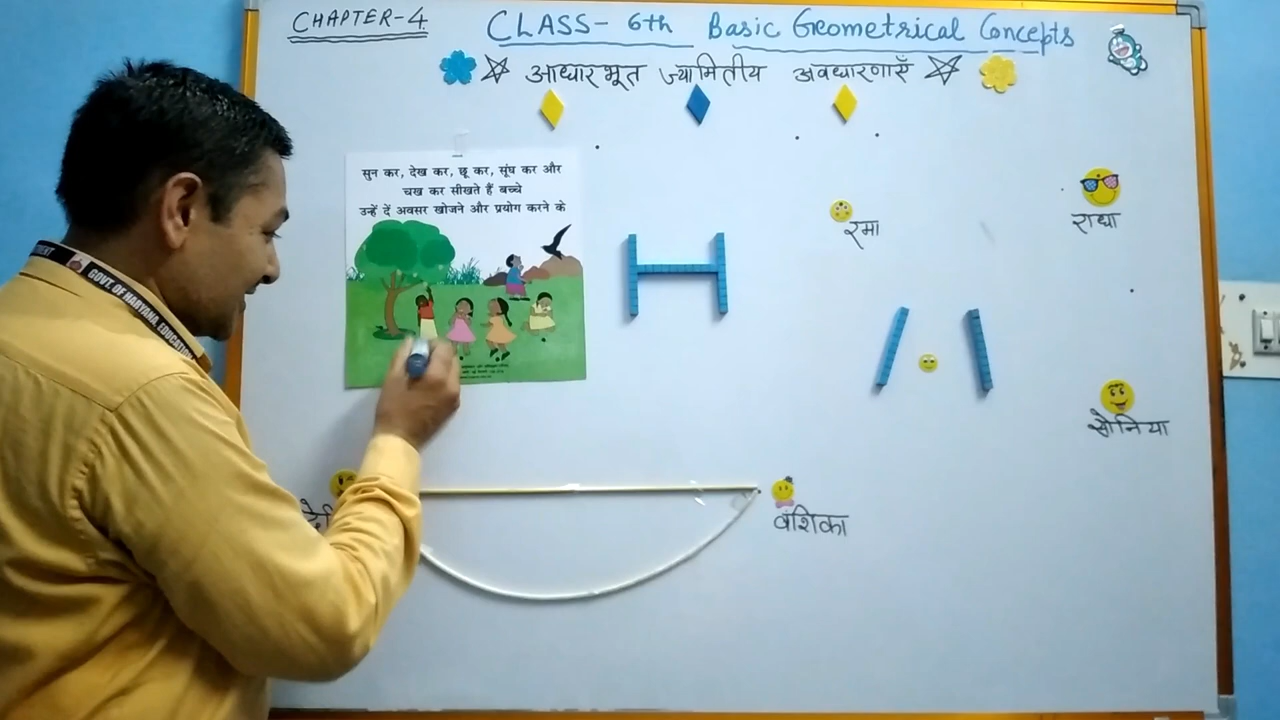 CHAPTER-4
CLASS- 6th Basic Geometrical Concepts
आधारभूत ज्यामितीय अवधारणाएँ
सुन कर, देख कर, छू कर, सूंघ कर और
चख कर सीखते हैं बच्चे
उन्हें दें अवसर खोजने और प्रयोग करने के
रमा
राधा
सोनिया
वंशिका
GOVT. OF HARYANA, EDUCATION